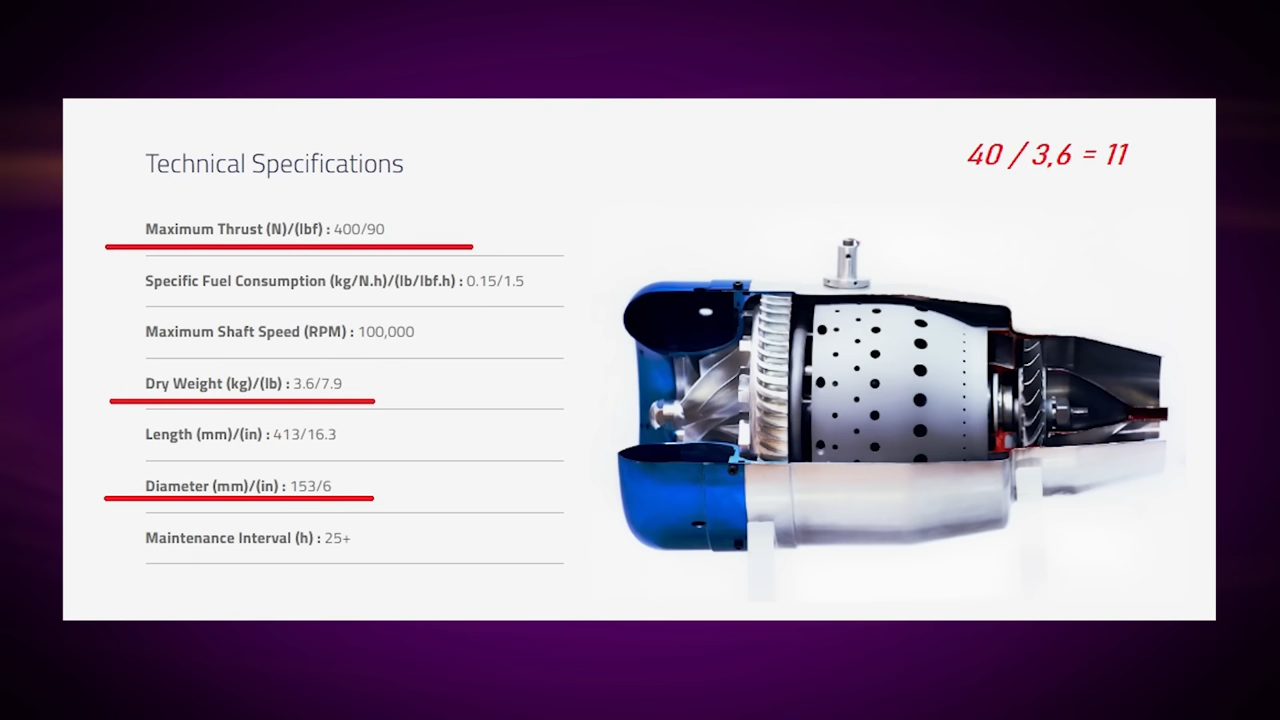 40 / 3,6 = 11
Technical Specifications
Maximum Thrust (N)/(lbf) : 400/90
Specific Fuel Consumption (kg/N.h)/(lb/lbf.h) : 0.15/1.5
Maximum Shaft Speed (RPM) : 100,000
Dry Weight (kg)/(lb) : 3.6/7.9
Length (mm)/(in) : 413/16.3
Diameter (mm)/(in) : 153/6
Maintenance Interval (h) : 25+